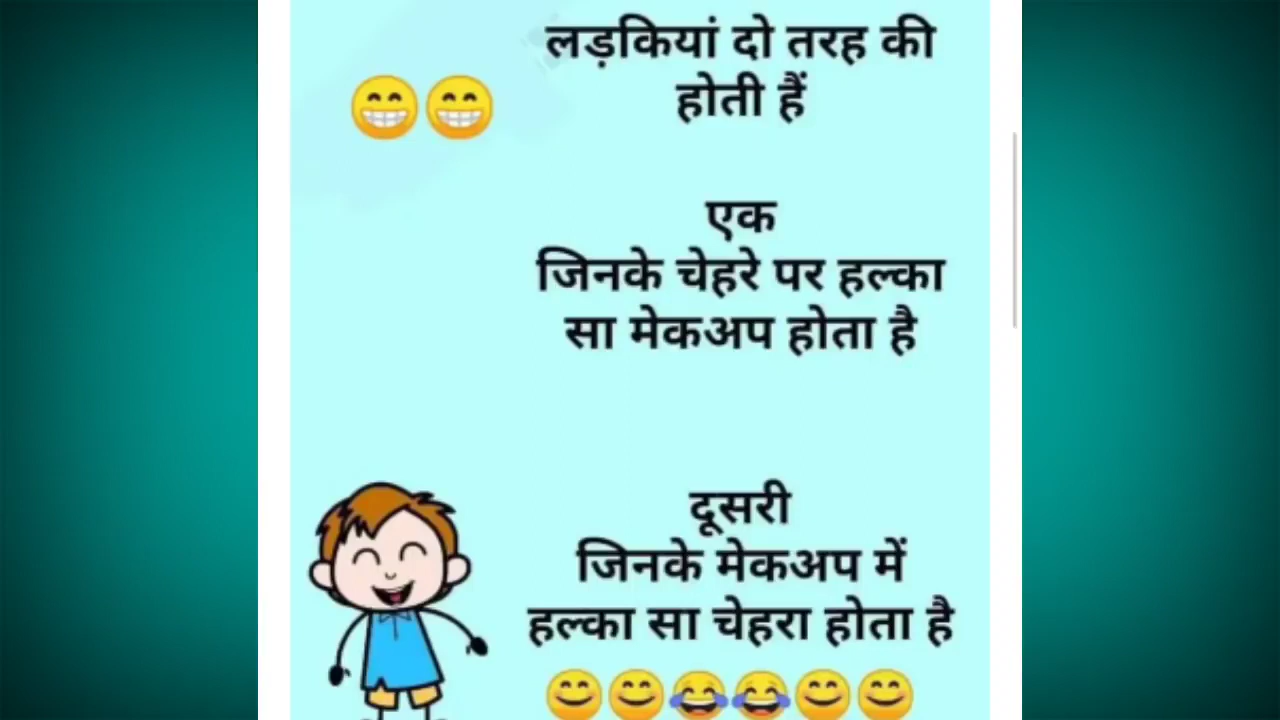 लड़कियां दो तरह की
होती हैं
एक
जिनके चेहरे पर हल्का
सा मेकअप होता है
दूसरी
जिनके मेकअप में
हल्का सा चेहरा होता है